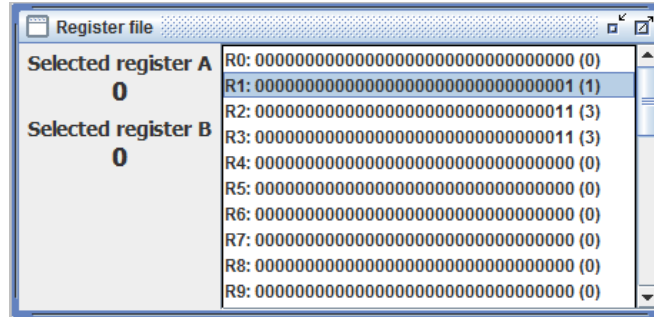 Register file
Selected register A
0
Selected register B
0
R0: 00000000000000000000000000000000 (0)
R1: 00000000000000000000000000000001 (1)
R2: 00000000000000000000000000000011 (3)
R3: 00000000000000000000000000000011 (3)
R4: 00000000000000000000000000000000 (0)
R5: 00000000000000000000000000000000 (0)
R6: 00000000000000000000000000000000 (0)
R7: 00000000000000000000000000000000 (0)
R8: 00000000000000000000000000000000 (0)
R9: 00000000000000000000000000000000 (0)